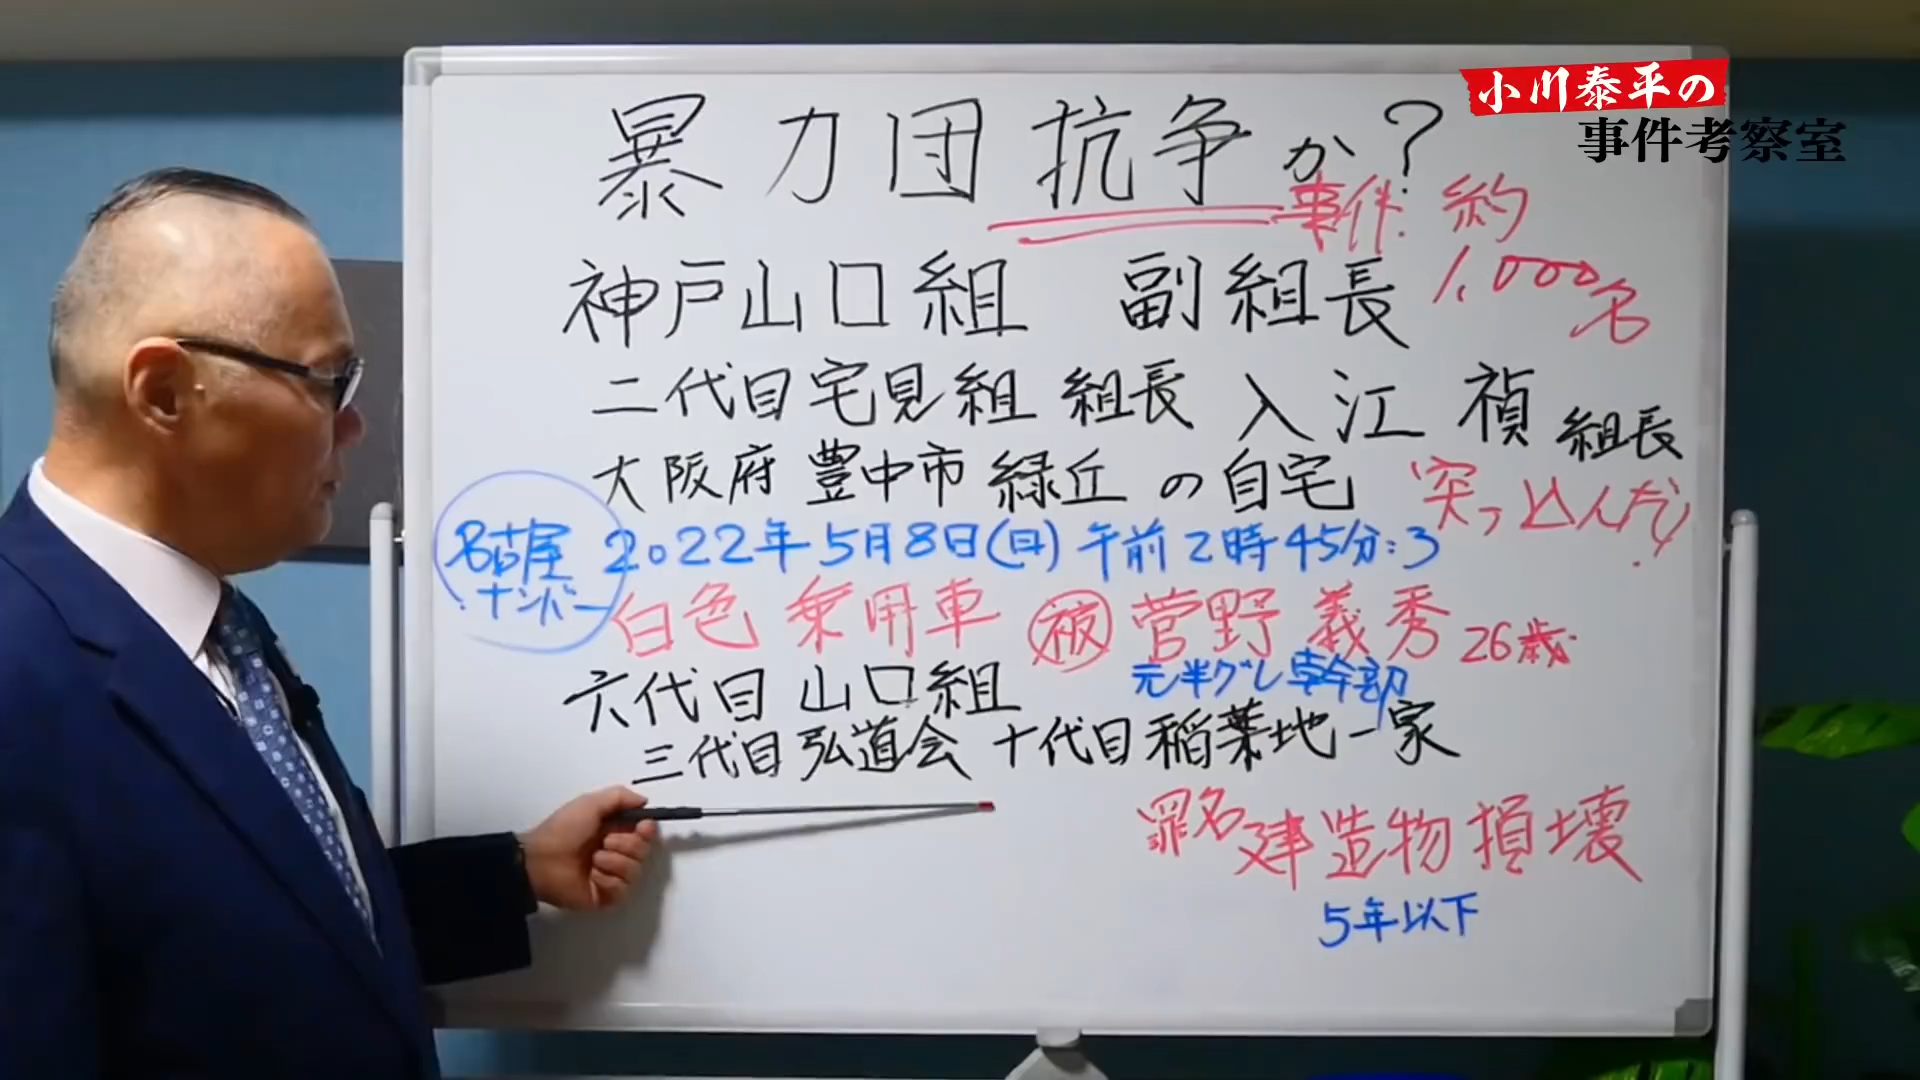 小川泰平の
事件考察室
暴力団抗争か?
事件 約
1,000名
神戸山口組 副組長
二代目宅見組 組長 入江 禎 組長
大阪府 豊中市 緑丘 の自宅
突っ込んだ!
名古屋
ナンバー
2022年5月8日(日)午前2時45分:3
白色 乗用車 被 菅野 義秀 26歳
元半グレ幹部
六代目 山口組
三代目 弘道会 十代目 稲葉地一家
罪名 建造物損壊
5年以下